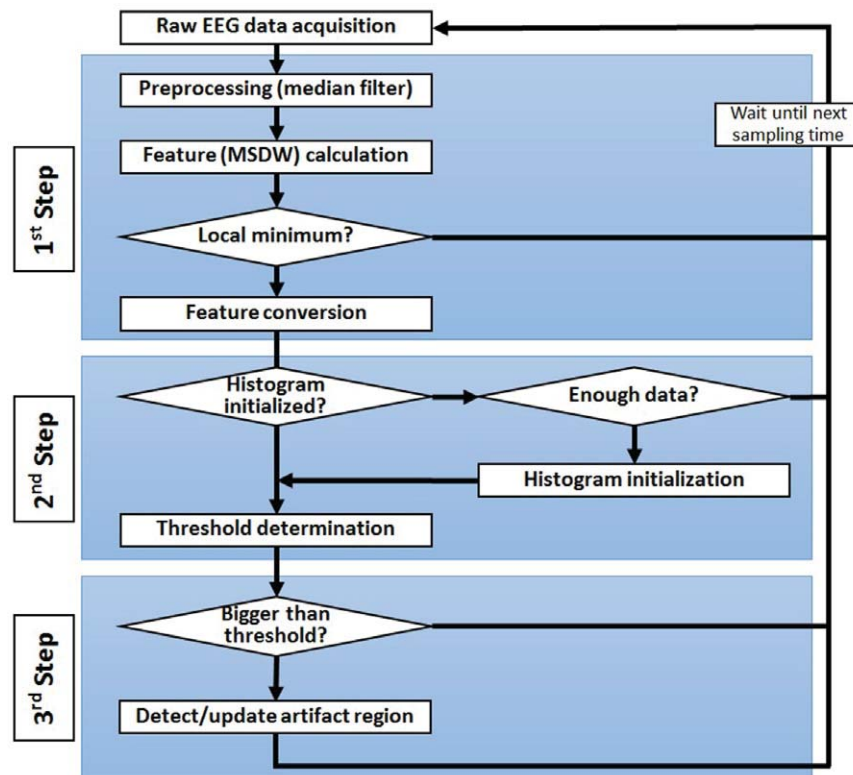 Raw EEG data acquisition
Preprocessing (median filter)
Wait until next
sampling time
Feature (MSDW) calculation
1st Step
Local minimum?
Feature conversion
Histogram
initialized?
Enough data?
2nd Step
Histogram initialization
Threshold determination
Bigger than
threshold?
3rd Step
Detect/update artifact region